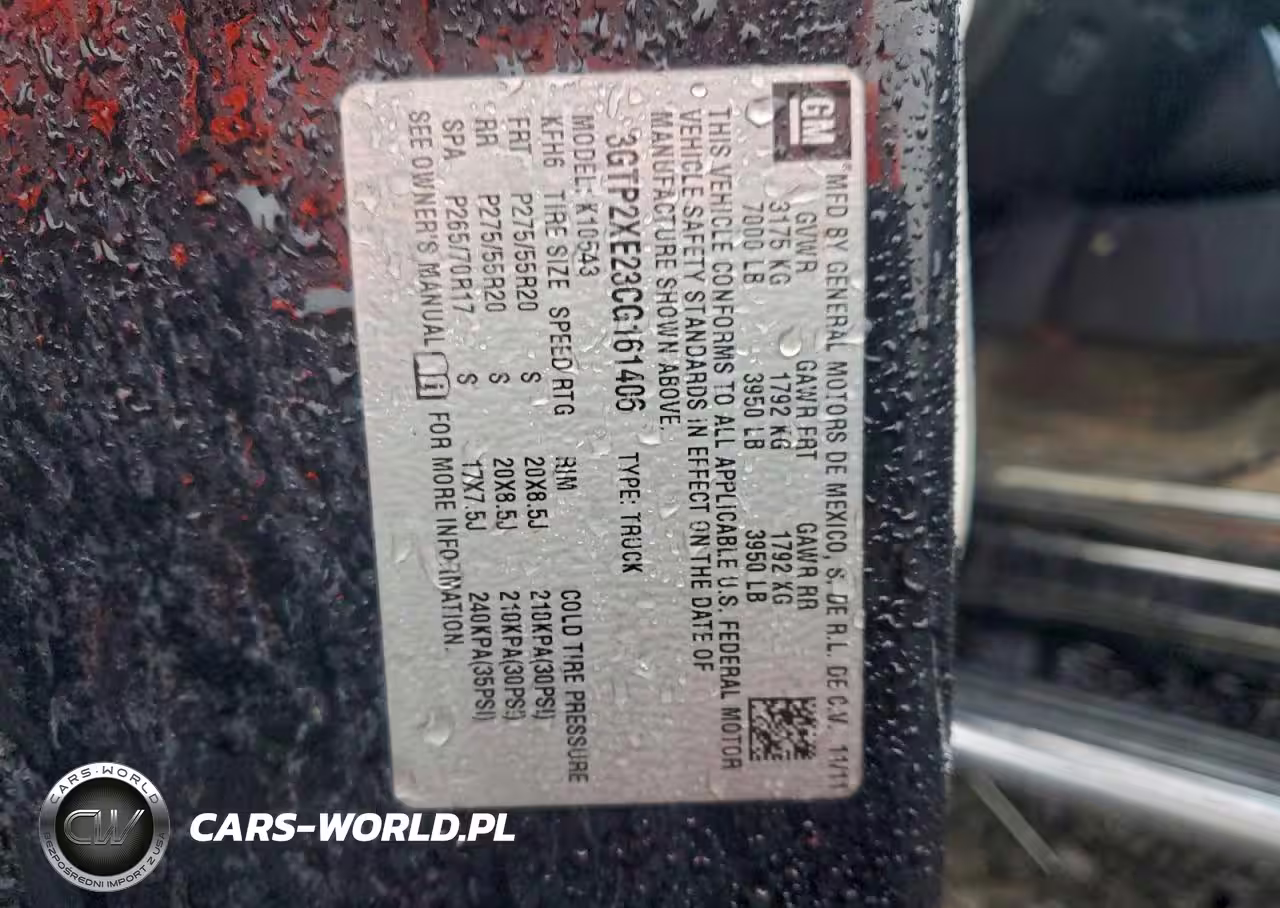 GM
MFD BY GENERAL MOTORS DE MEXICO, S. DE R.L. DE C.V. 11/11
GVWR GAWR FRT GAWR RR
3175 KG 1792 KG 1792 KG
7000 LB 3950 LB 3950 LB
THIS VEHICLE CONFORMS TO ALL APPLICABLE U.S. FEDERAL MOTOR
VEHICLE SAFETY STANDARDS IN EFFECT ON THE DATE OF
MANUFACTURE SHOWN ABOVE.
3GTP2XE23CG161406 TYPE: TRUCK
MODEL: K10543
KFH6 TIRE SIZE SPEED RTG RIM COLD TIRE PRESSURE
FRT P275/55R20 S 20X8.5J 210KPA(30PSI)
RR P275/55R20 S 20X8.5J 210KPA(30PSI)
SPA P265/70R17 S 17X7.5J 240KPA(35PSI)
SEE OWNER'S MANUAL FOR MORE INFORMATION.
CARS-WORLD
CW
BEZPOŚREDNI IMPORT Z USA
CARS-WORLD.PL